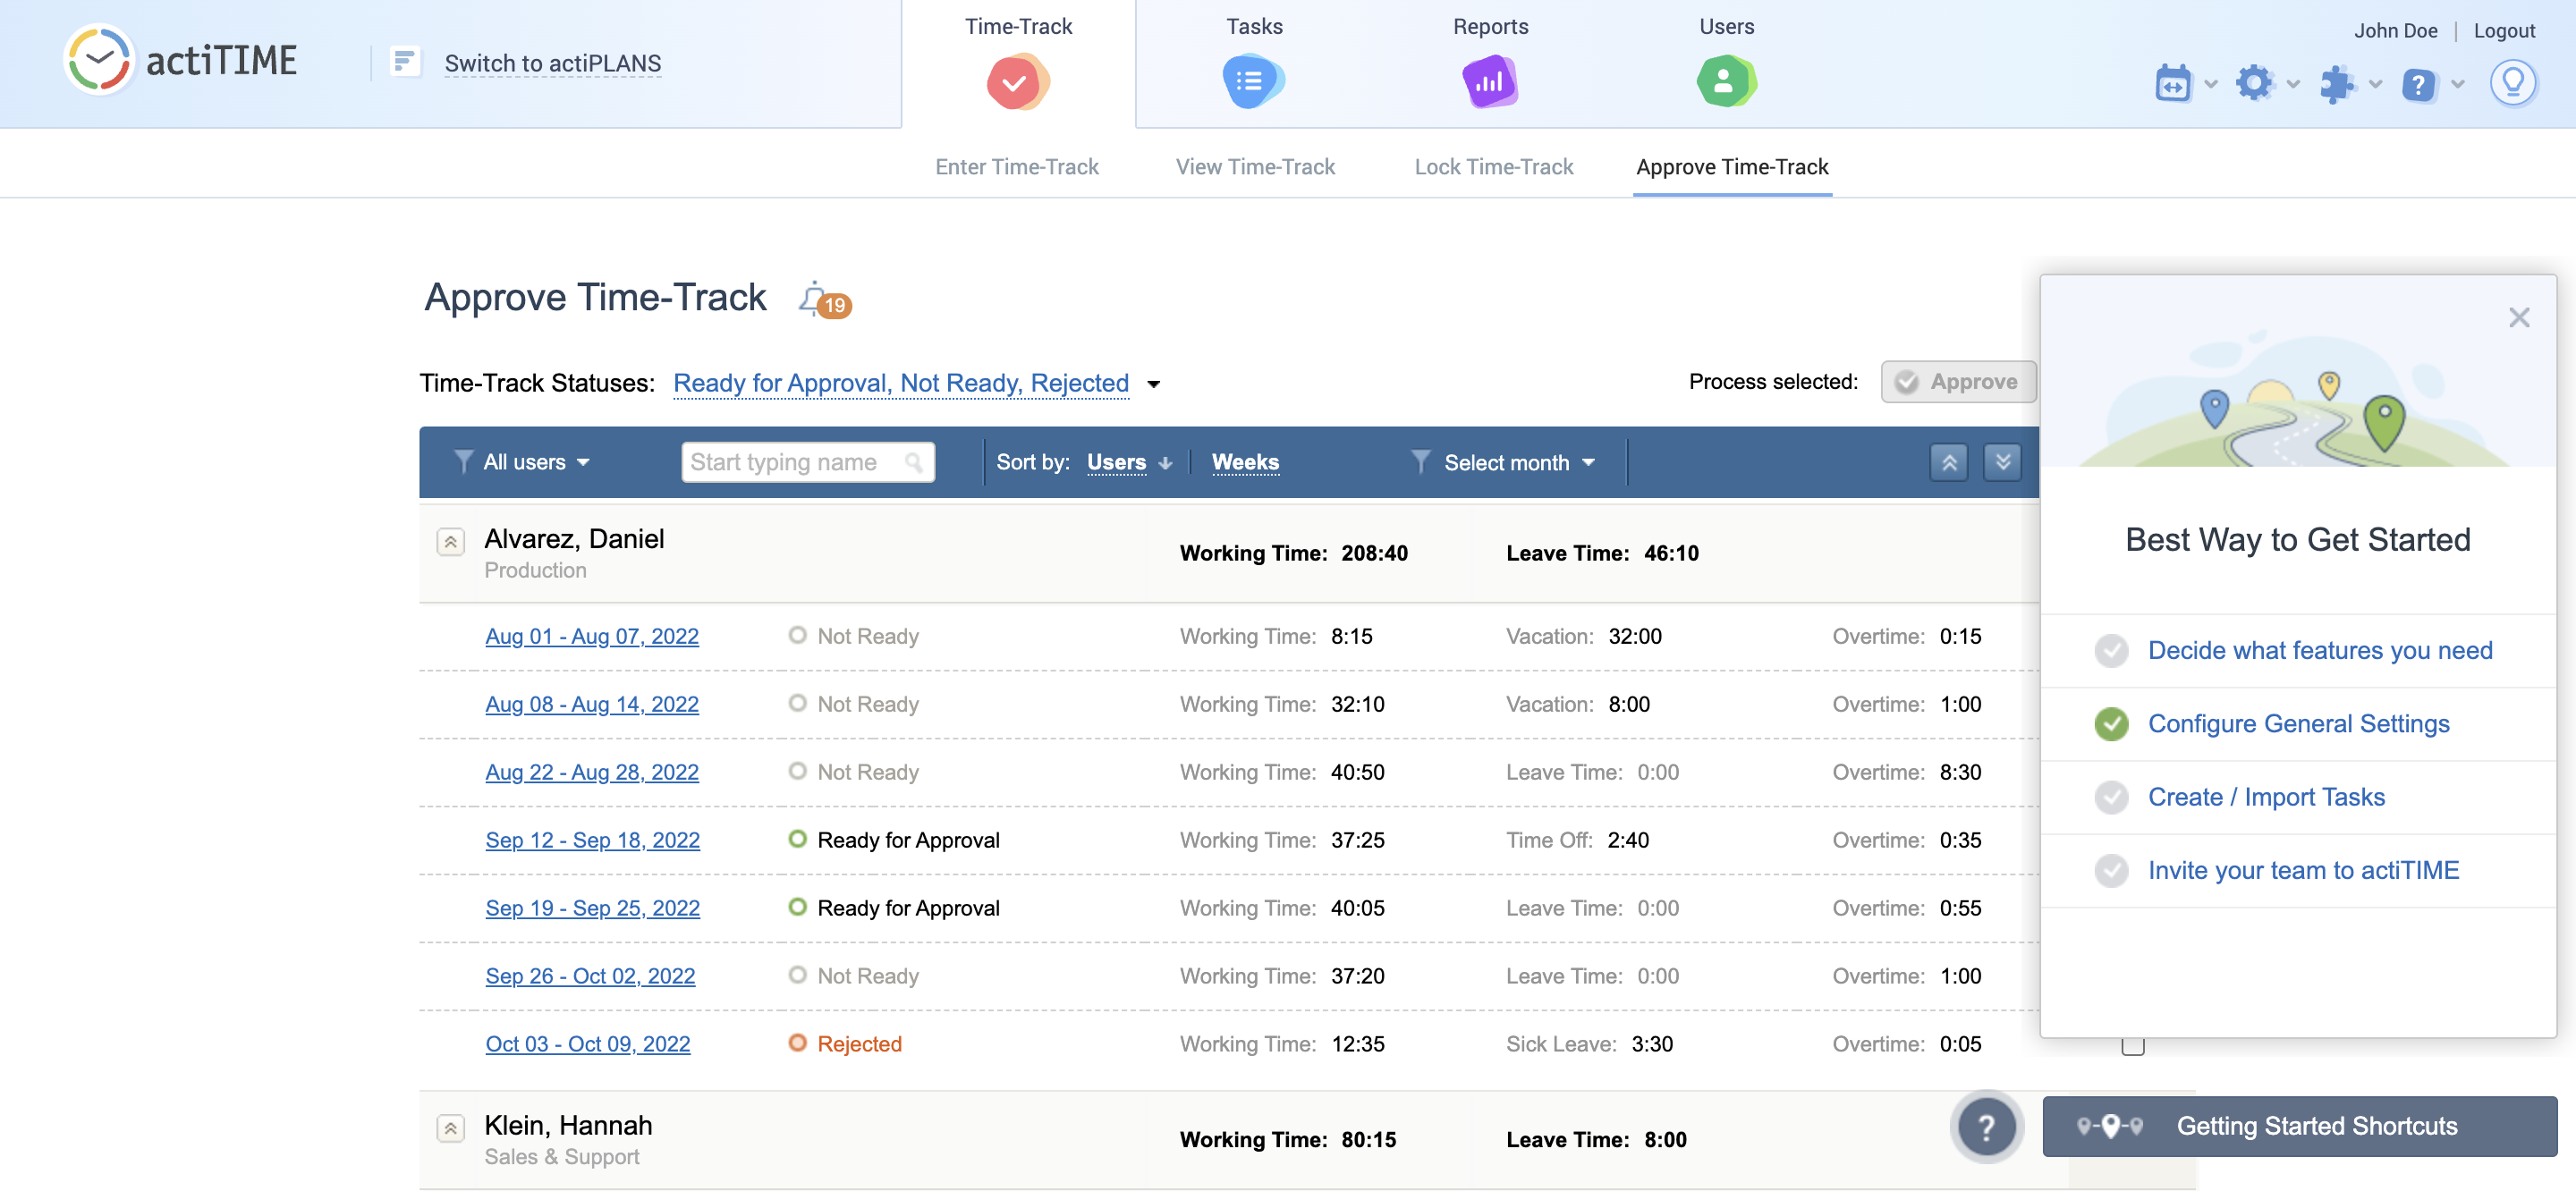 actiTIME
Switch to actiPLANS
Time-Track
Tasks
Reports
Users
John Doe | Logout
Enter Time-Track
View Time-Track
Lock Time-Track
Approve Time-Track
Approve Time-Track 19
Time-Track Statuses: Ready for Approval, Not Ready, Rejected
Process selected: Approve
All users
Start typing name
Sort by: Users | Weeks
Select month
Alvarez, Daniel
Production
Working Time: 208:40 Leave Time: 46:10
Aug 01 - Aug 07, 2022 Not Ready Working Time: 8:15 Vacation: 32:00 Overtime: 0:15
Aug 08 - Aug 14, 2022 Not Ready Working Time: 32:10 Vacation: 8:00 Overtime: 1:00
Aug 22 - Aug 28, 2022 Not Ready Working Time: 40:50 Leave Time: 0:00 Overtime: 8:30
Sep 12 - Sep 18, 2022 Ready for Approval Working Time: 37:25 Time Off: 2:40 Overtime: 0:35
Sep 19 - Sep 25, 2022 Ready for Approval Working Time: 40:05 Leave Time: 0:00 Overtime: 0:55
Sep 26 - Oct 02, 2022 Not Ready Working Time: 37:20 Leave Time: 0:00 Overtime: 1:00
Oct 03 - Oct 09, 2022 Rejected Working Time: 12:35 Sick Leave: 3:30 Overtime: 0:05
Klein, Hannah
Sales & Support
Working Time: 80:15 Leave Time: 8:00
Best Way to Get Started
Decide what features you need
Configure General Settings
Create / Import Tasks
Invite your team to actiTIME
?
Getting Started Shortcuts